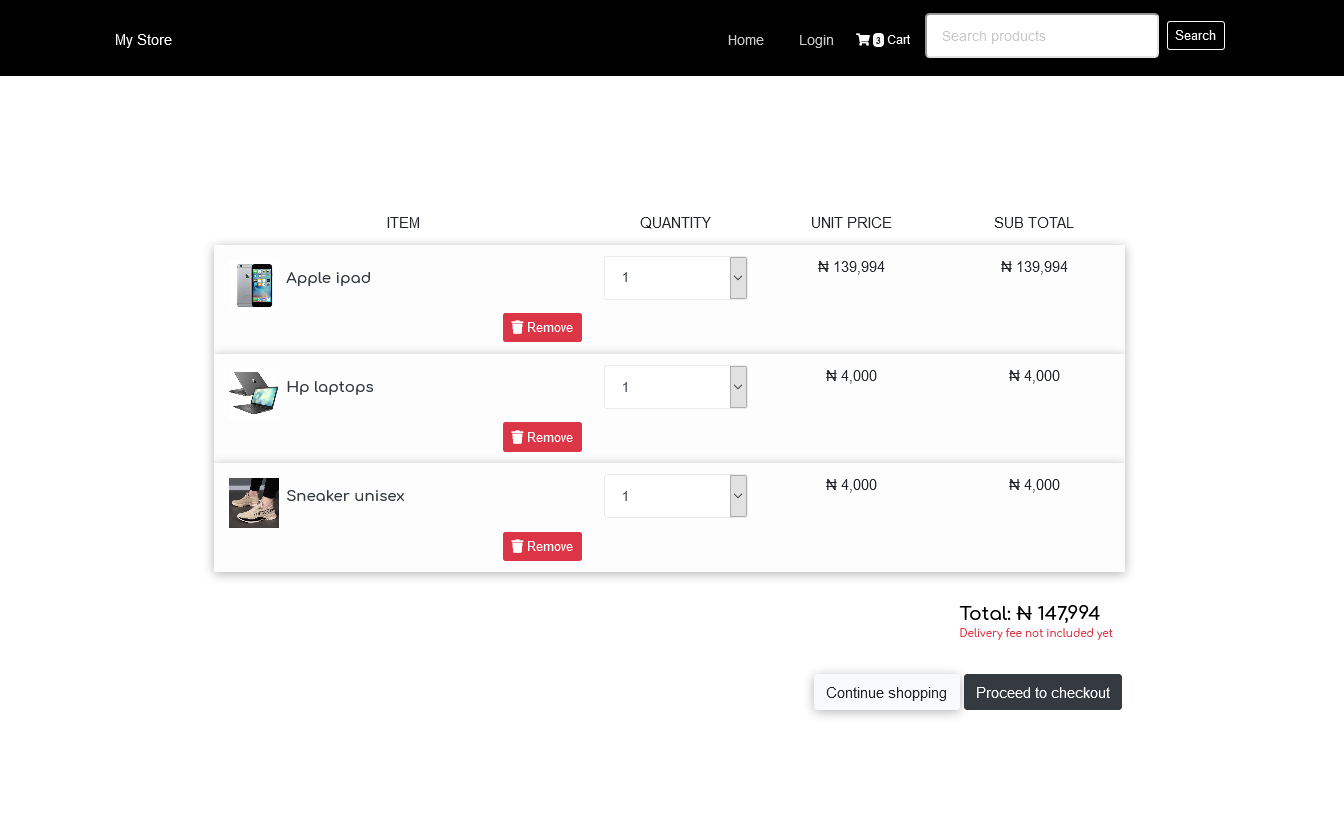 My Store Home Login 3 Cart Search products Search
ITEM QUANTITY UNIT PRICE SUB TOTAL
Apple ipad 1 ₦ 139,994 ₦ 139,994
Remove
Hp laptops 1 ₦ 4,000 ₦ 4,000
Remove
Sneaker unisex 1 ₦ 4,000 ₦ 4,000
Remove
Total: ₦ 147,994
Delivery fee not included yet
Continue shopping Proceed to checkout